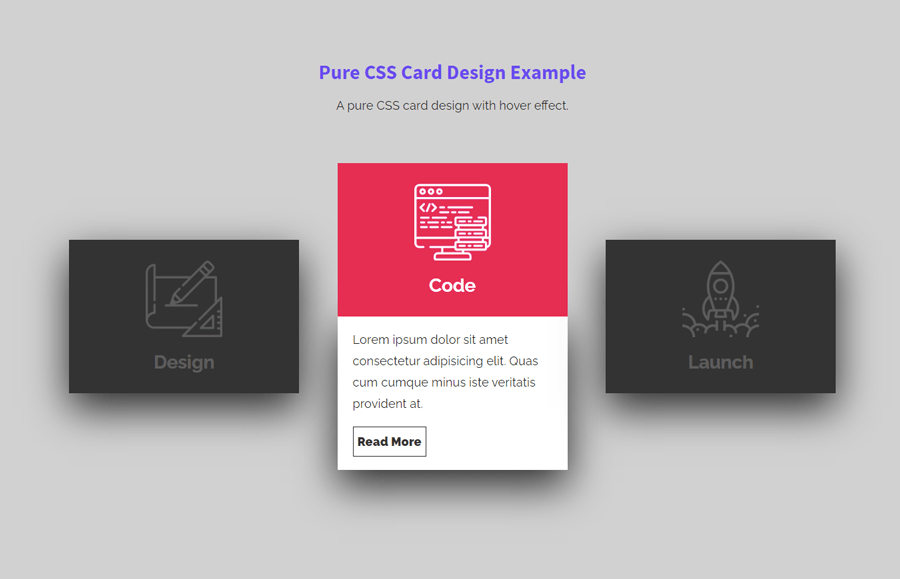 Pure CSS Card Design Example
A pure CSS card design with hover effect.
</>
Code
Lorem ipsum dolor sit amet
consectetur adipisicing elit. Quas
cum cumque minus iste veritatis
provident at.
Read More
Design
Launch